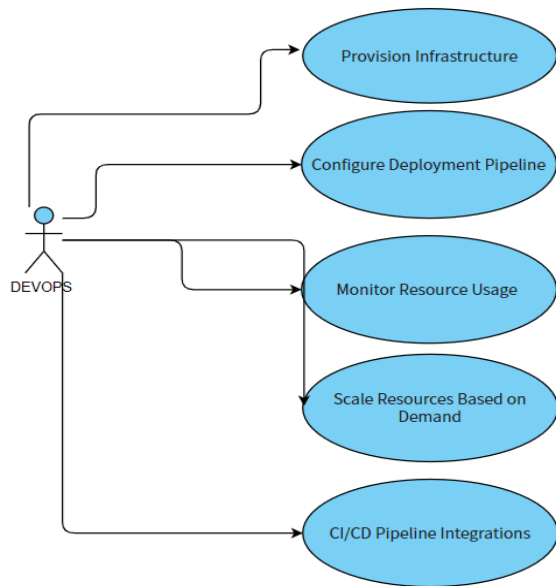 Provision Infrastructure
Configure Deployment Pipeline
DEVOPS
Monitor Resource Usage
Scale Resources Based on
Demand
CI/CD Pipeline Integrations